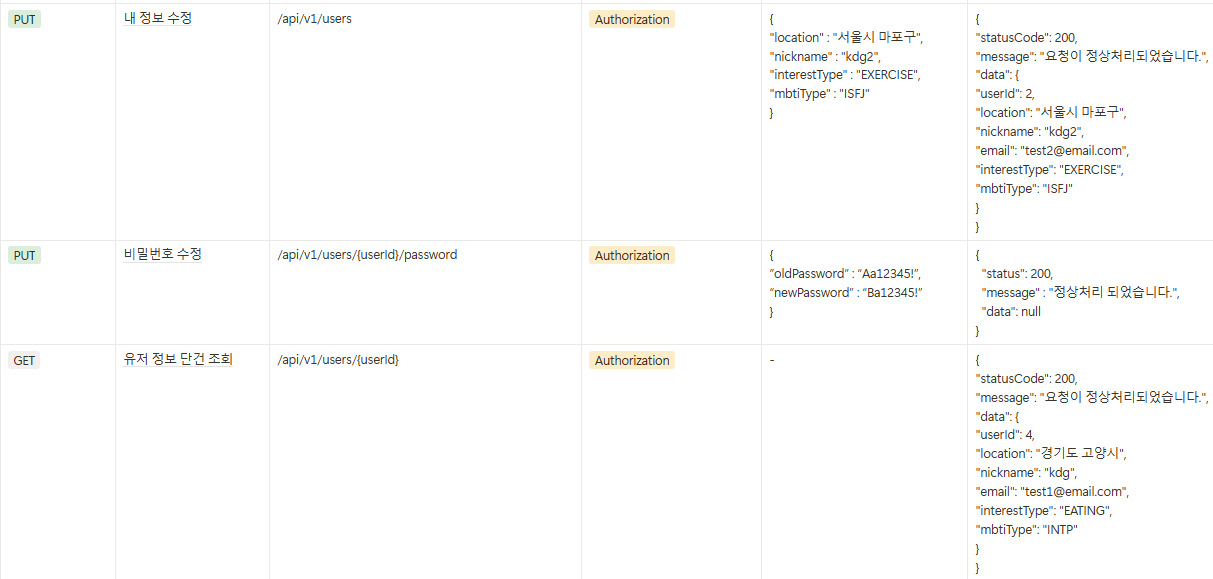 PUT
내 정보 수정
/api/v1/users
Authorization
{
"location" : "서울시 마포구",
"nickname" : "kdg2",
"interestType" : "EXERCISE",
"mbtiType" : "ISFJ"
}
{
"statusCode": 200,
"message": "요청이 정상처리되었습니다.",
"data": {
"userId": 2,
"location": "서울시 마포구",
"nickname": "kdg2",
"email": "test2@email.com",
"interestType": "EXERCISE",
"mbtiType": "ISFJ"
}
}
PUT
비밀번호 수정
/api/v1/users/{userId}/password
Authorization
{
“oldPassword” : “Aa12345!”,
“newPassword” : “Ba12345!”
}
{
"status": 200,
"message" : "정상처리 되었습니다.",
"data": null
}
GET
유저 정보 단건 조회
/api/v1/users/{userId}
Authorization
-
{
"statusCode": 200,
"message": "요청이 정상처리되었습니다.",
"data": {
"userId": 4,
"location": "경기도 고양시",
"nickname": "kdg",
"email": "test1@email.com",
"interestType": "EATING",
"mbtiType": "INTP"
}
}